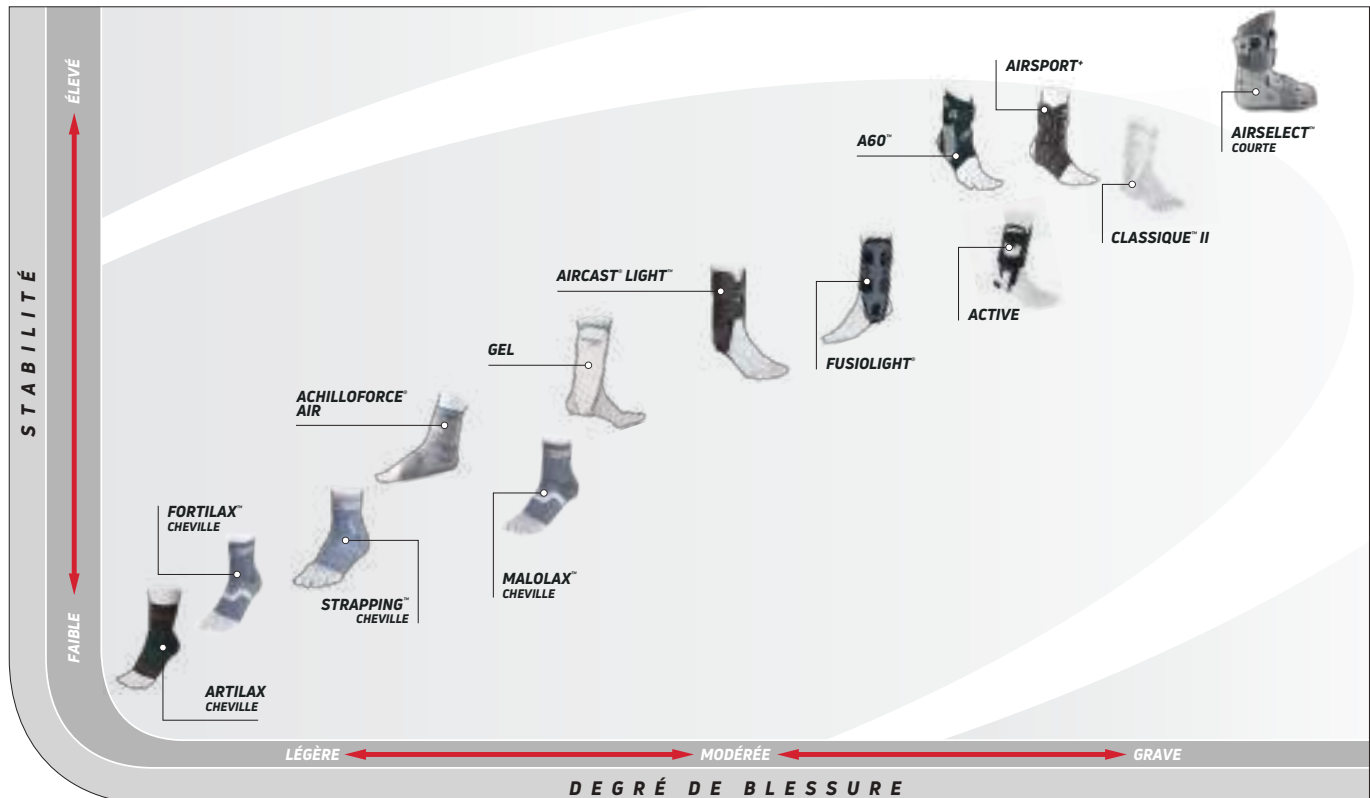 ÉLEVÉ
STABILITÉ
FAIBLE
AIRSPORT⁺
AIRSELECT™
COURTE
A60™
CLASSIQUE™ II
AIRCAST® LIGHT™
ACTIVE
GEL
FUSIOLIGHT®
ACHILLOFORCE®
AIR
FORTILAX™
CHEVILLE
MALOLAX™
CHEVILLE
STRAPPING™
CHEVILLE
ARTILAX
CHEVILLE
LÉGÈRE
MODÉRÉE
GRAVE
DEGRÉ DE BLESSURE